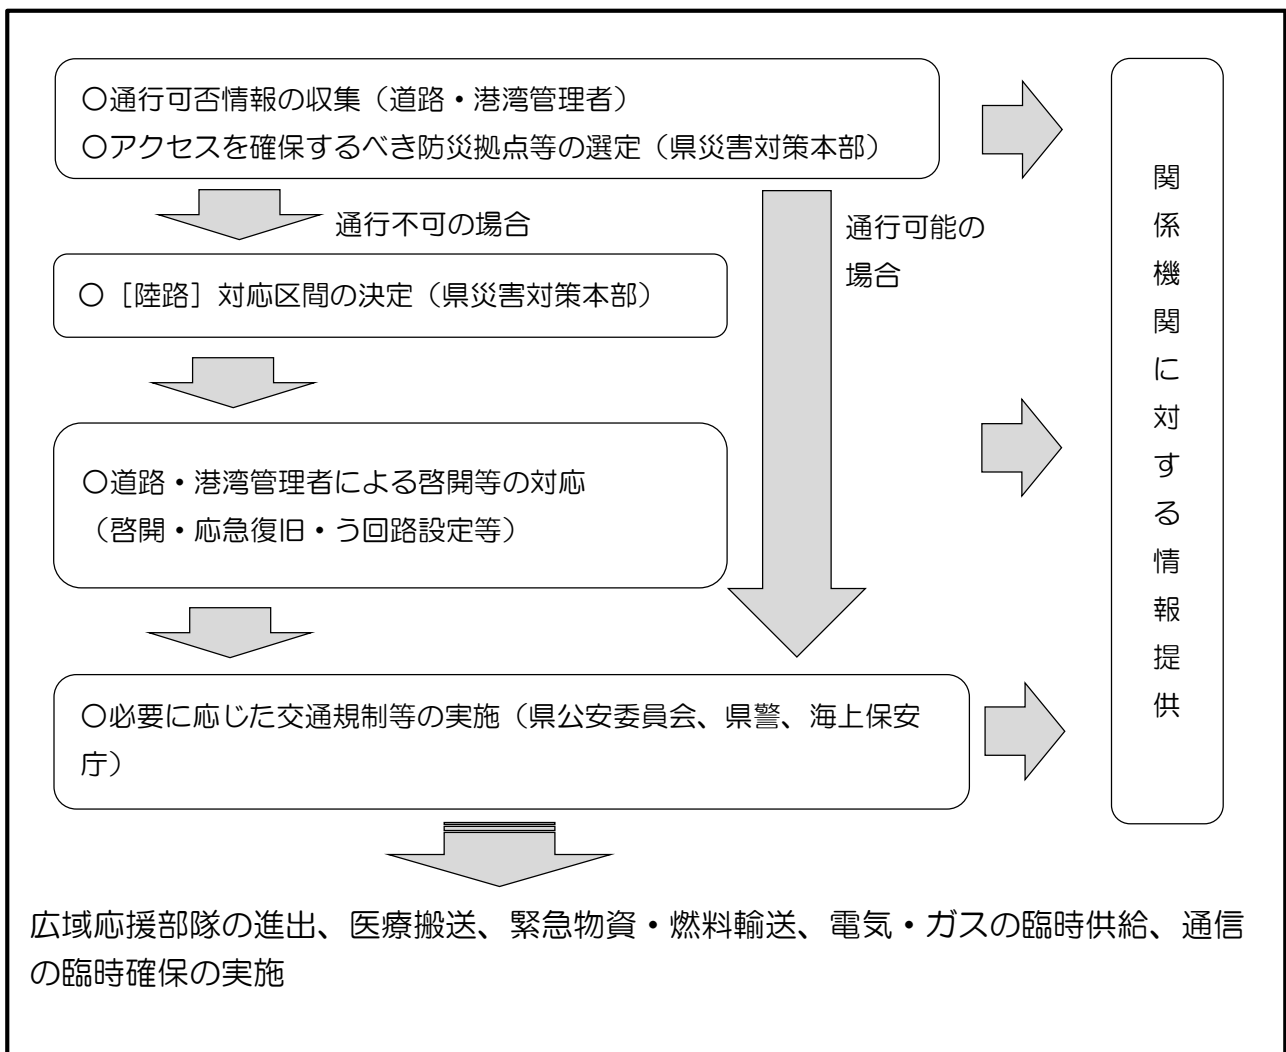 〇通行可否情報の収集（道路・港湾管理者）
〇アクセスを確保するべき防災拠点等の選定（県災害対策本部）
通行不可の場合
通行可能の
場合
〇［陸路］対応区間の決定（県災害対策本部）
〇道路・港湾管理者による啓開等の対応
（啓開・応急復旧・う回路設定等）
〇必要に応じた交通規制等の実施（県公安委員会、県警、海上保安
庁）
関係機関に対する情報提供
広域応援部隊の進出、医療搬送、緊急物資・燃料輸送、電気・ガスの臨時供給、通信
の臨時確保の実施